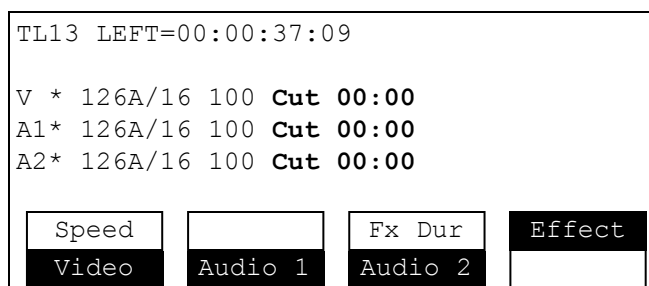 TL13 LEFT=00:00:37:09
V * 126A/16 100 Cut 00:00
A1* 126A/16 100 Cut 00:00
A2* 126A/16 100 Cut 00:00
Speed Fx Dur Effect
Video Audio 1 Audio 2